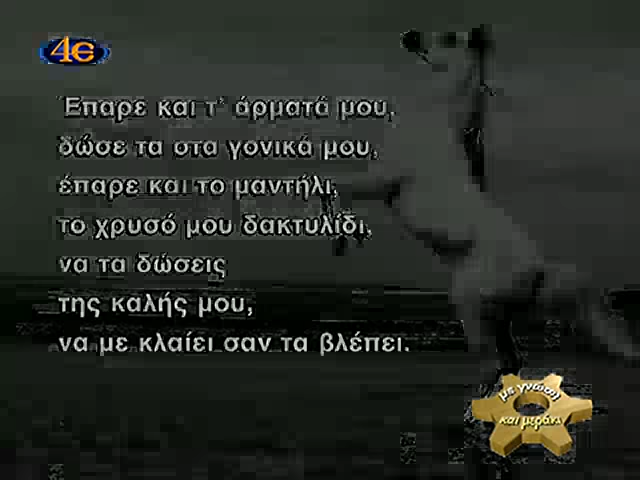 4ε
Έπαρε και τ' άρματά μου,
δώσε τα στα γονικά μου,
έπαρε και το μαντήλι,
το χρυσό μου δακτυλίδι,
να τα δώσεις
της καλής μου,
να με κλαίει σαν τα βλέπει.
με γνώση
και μεράκι